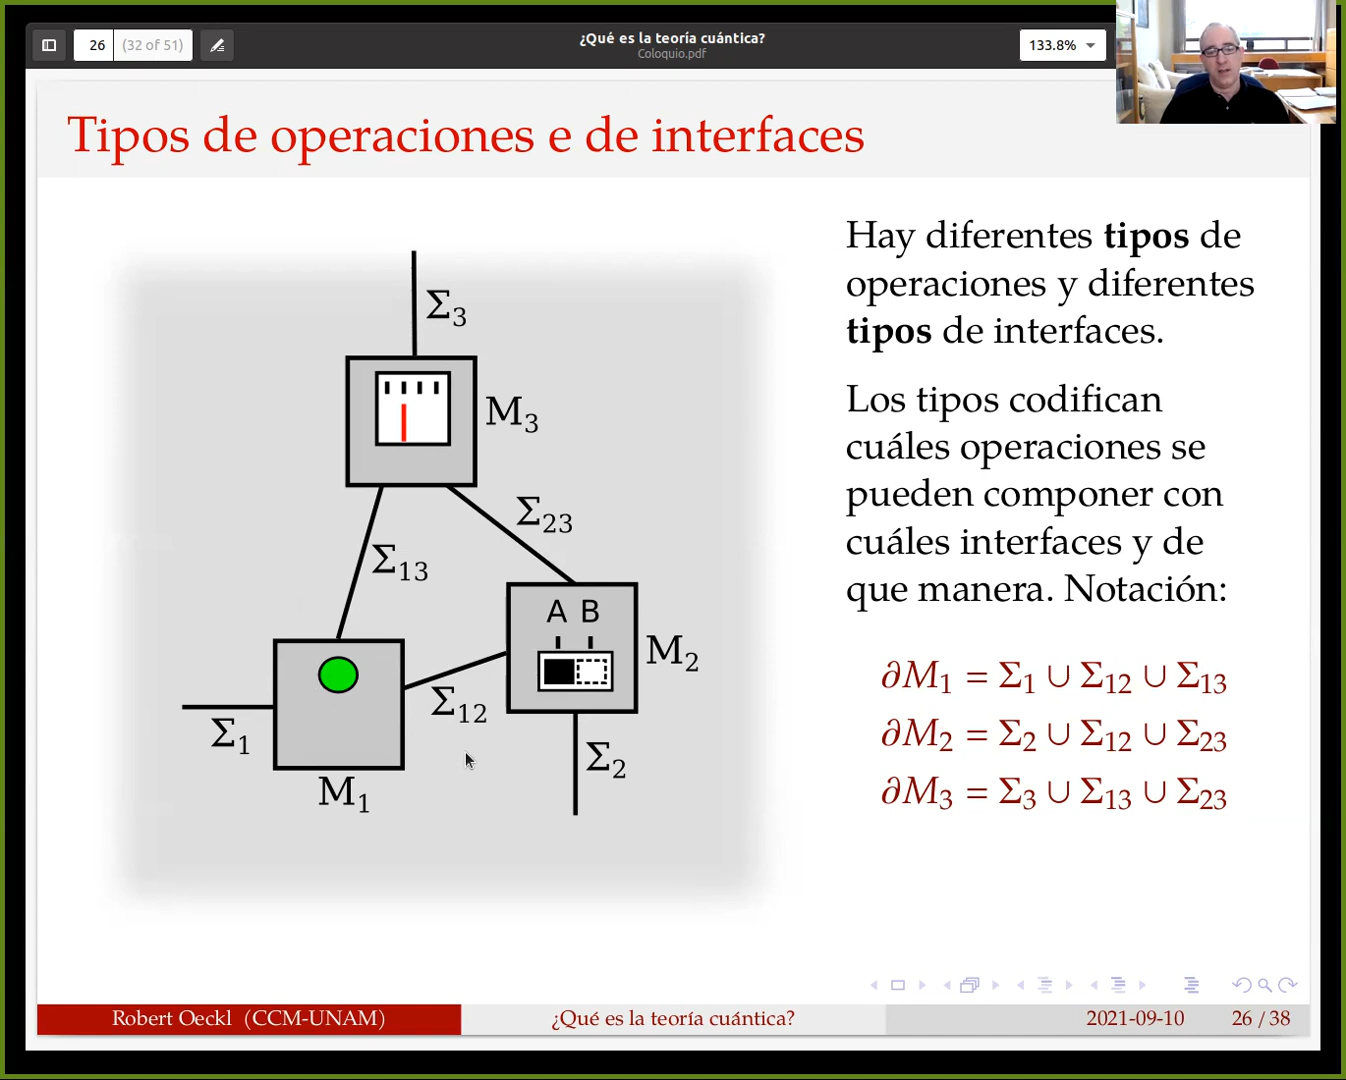 26 (32 of 51)
¿Qué es la teoría cuántica?
Coloquio.pdf
133.8%
Tipos de operaciones e de interfaces
Σ3
M3
Σ23
Σ13
A B
M2
Σ12
Σ1
Σ2
M1
Hay diferentes tipos de
operaciones y diferentes
tipos de interfaces.
Los tipos codifican
cuáles operaciones se
pueden componer con
cuáles interfaces y de
que manera. Notación:
∂M1 = Σ1 ∪ Σ12 ∪ Σ13
∂M2 = Σ2 ∪ Σ12 ∪ Σ23
∂M3 = Σ3 ∪ Σ13 ∪ Σ23
Robert Oeckl (CCM-UNAM) ¿Qué es la teoría cuántica? 2021-09-10 26 / 38